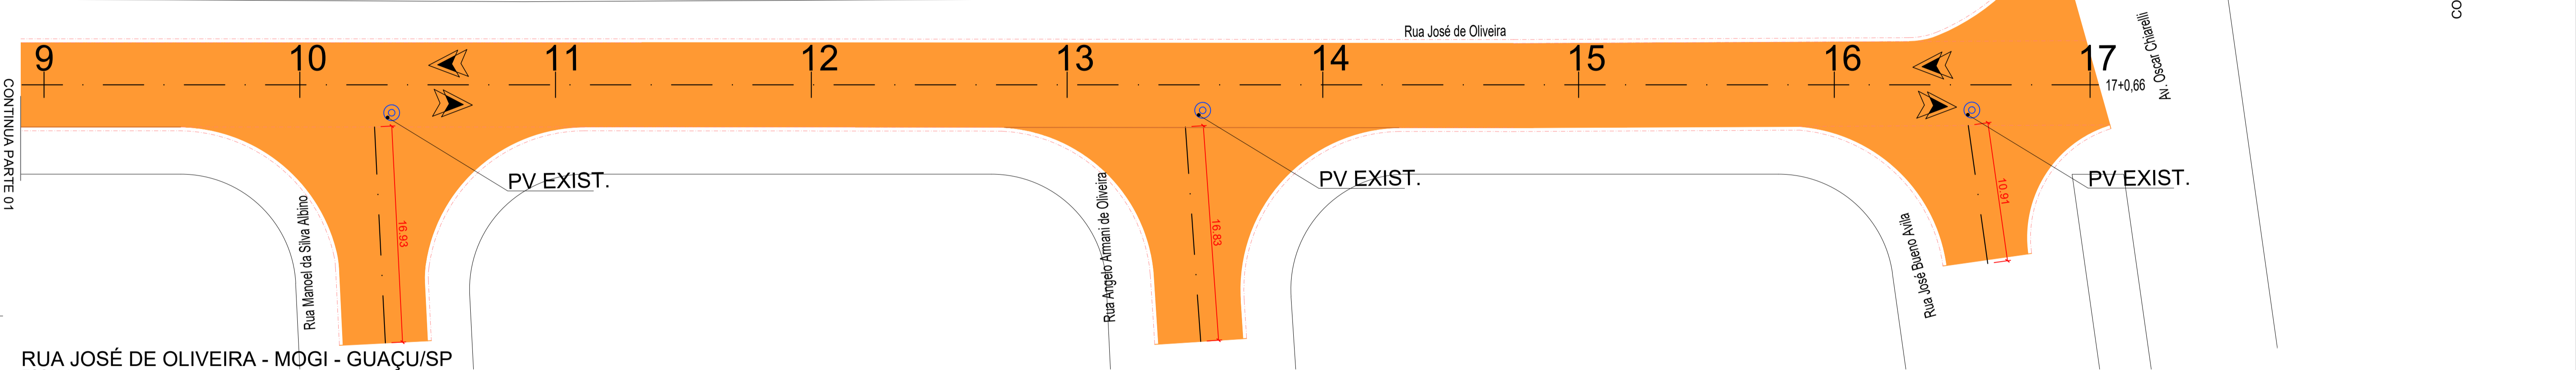 CO
Rua José de Oliveira
9
10
11
12
13
14
15
16
17
17+0,66
Av. Oscar Chiarelli
CONTINUA PARTE 01
PV EXIST.
PV EXIST.
PV EXIST.
Rua Manoel da Silva Albino
16.93
Rua Angelo Armani de Oliveira
16.83
Rua José Bueno Avila
10.91
RUA JOSÉ DE OLIVEIRA - MOGI - GUAÇU/SP